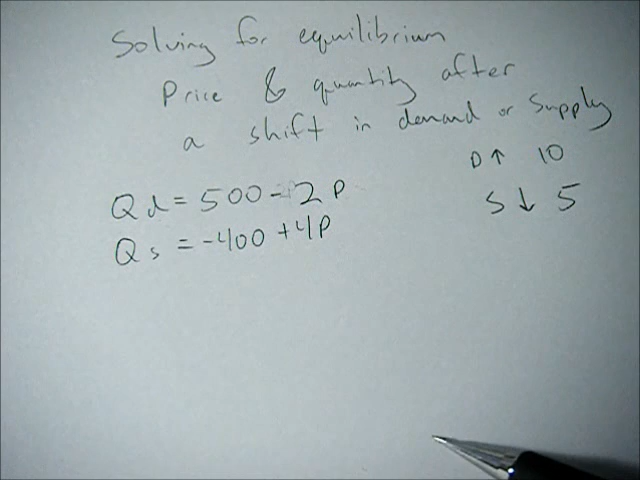 Solving for equilibrium
Price & quantity after
a shift in demand or supply
D↑ 10
Qd = 500 - 2P
S↓ 5
Qs = -400 + 4P